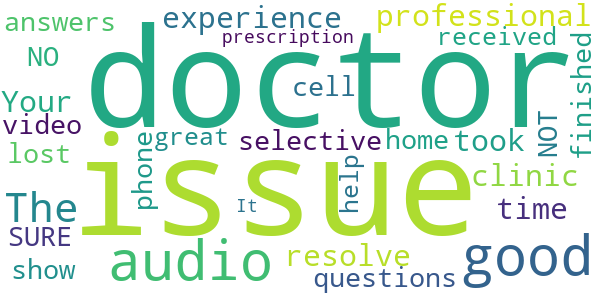 answers
experience
professional
prescription
received
NO
doctor
finished
Your
cell
video
phone
great
selective
home
took
NOT
lost
issue
help
clinic
The
It
time
SURE
audio
resolve
good
show
questions